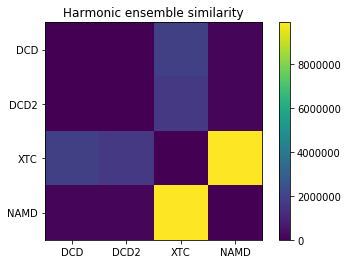 Harmonic ensemble similarity
DCD
DCD2
XTC
NAMD
DCD DCD2 XTC NAMD
8000000
6000000
4000000
2000000
0